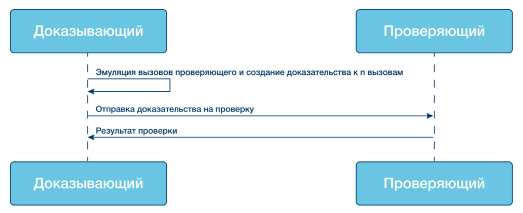 Доказывающий
Проверяющий
Эмуляция вызовов проверяющего и создание доказательства к n вызовам
Отправка доказательства на проверку
Результат проверки
Доказывающий
Проверяющий